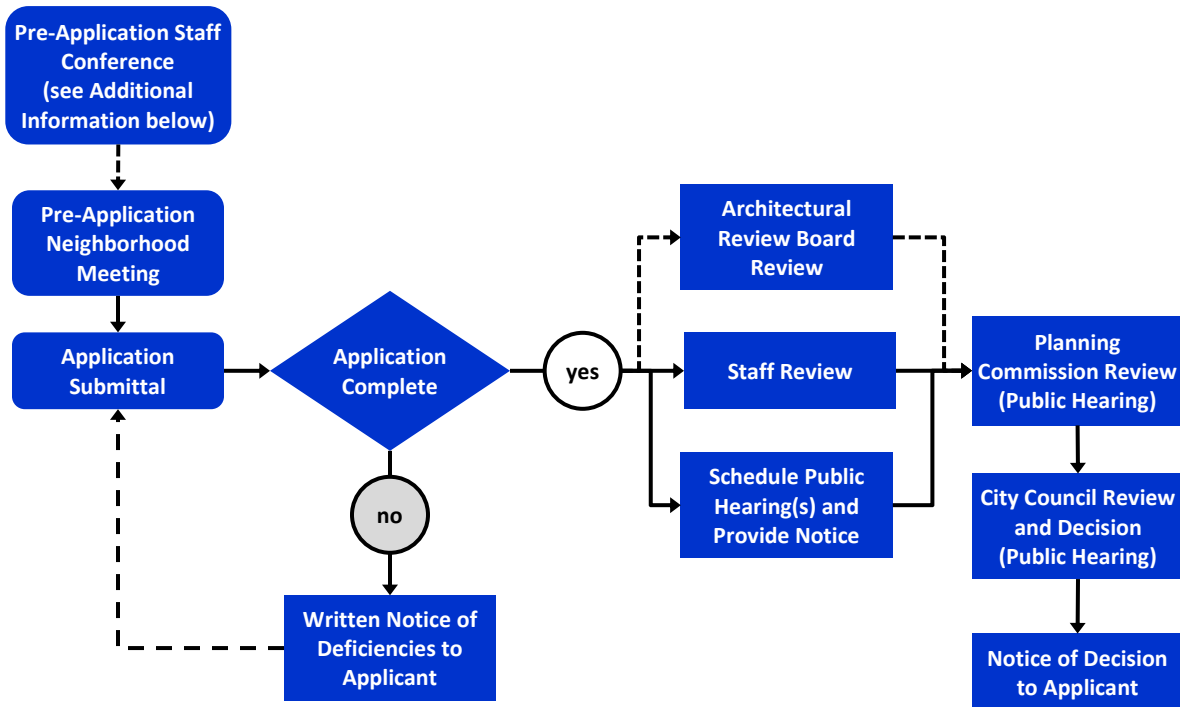 Pre-Application Staff
Conference
(see Additional
Information below)
Pre-Application
Neighborhood
Meeting
Application
Submittal
Application
Complete
yes
no
Written Notice of
Deficiencies to
Applicant
Architectural
Review Board
Review
Staff Review
Schedule Public
Hearing(s) and
Provide Notice
Planning
Commission Review
(Public Hearing)
City Council Review
and Decision
(Public Hearing)
Notice of Decision
to Applicant